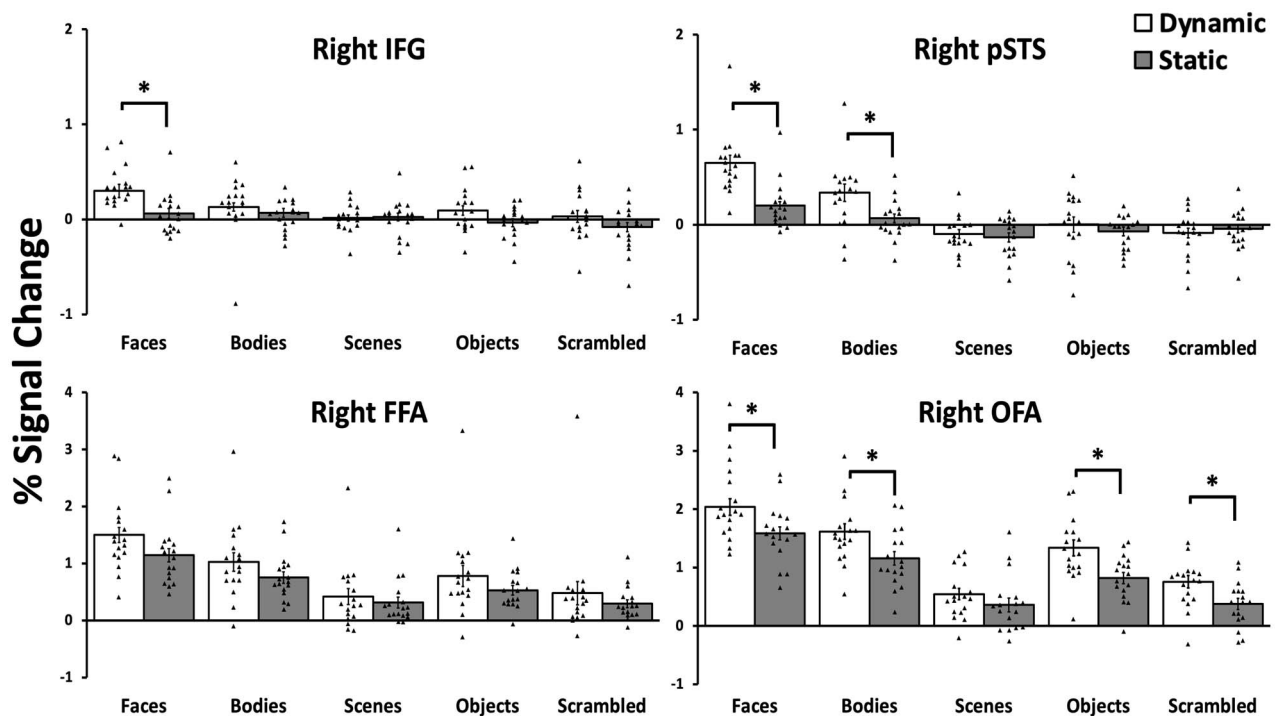 Dynamic
Static
% Signal Change
Right IFG
2
1
0
-1
*
Faces Bodies Scenes Objects Scrambled
Right pSTS
2
1
0
-1
*
*
Faces Bodies Scenes Objects Scrambled
Right FFA
4
3
2
1
0
-1
Faces Bodies Scenes Objects Scrambled
Right OFA
4
3
2
1
0
-1
*
*
*
*
Faces Bodies Scenes Objects Scrambled